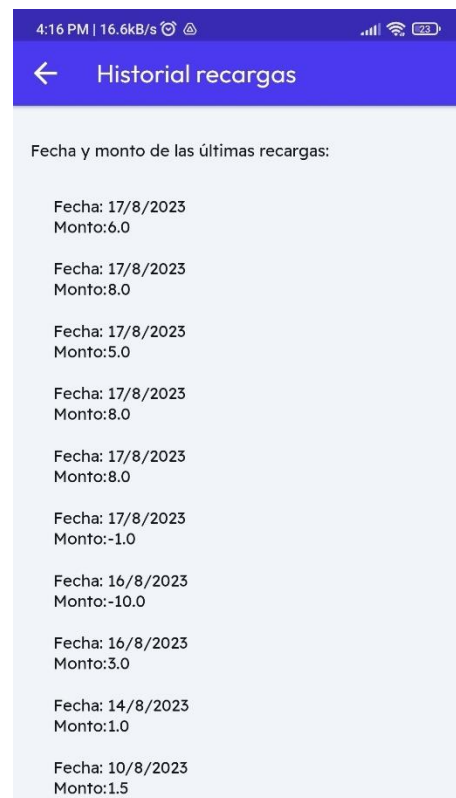 4:16 PM | 16.6kB/s
23
Historial recargas
Fecha y monto de las últimas recargas:
Fecha: 17/8/2023
Monto:6.0
Fecha: 17/8/2023
Monto:8.0
Fecha: 17/8/2023
Monto:5.0
Fecha: 17/8/2023
Monto:8.0
Fecha: 17/8/2023
Monto:8.0
Fecha: 17/8/2023
Monto:-1.0
Fecha: 16/8/2023
Monto:-10.0
Fecha: 16/8/2023
Monto:3.0
Fecha: 14/8/2023
Monto:1.0
Fecha: 10/8/2023
Monto:1.5